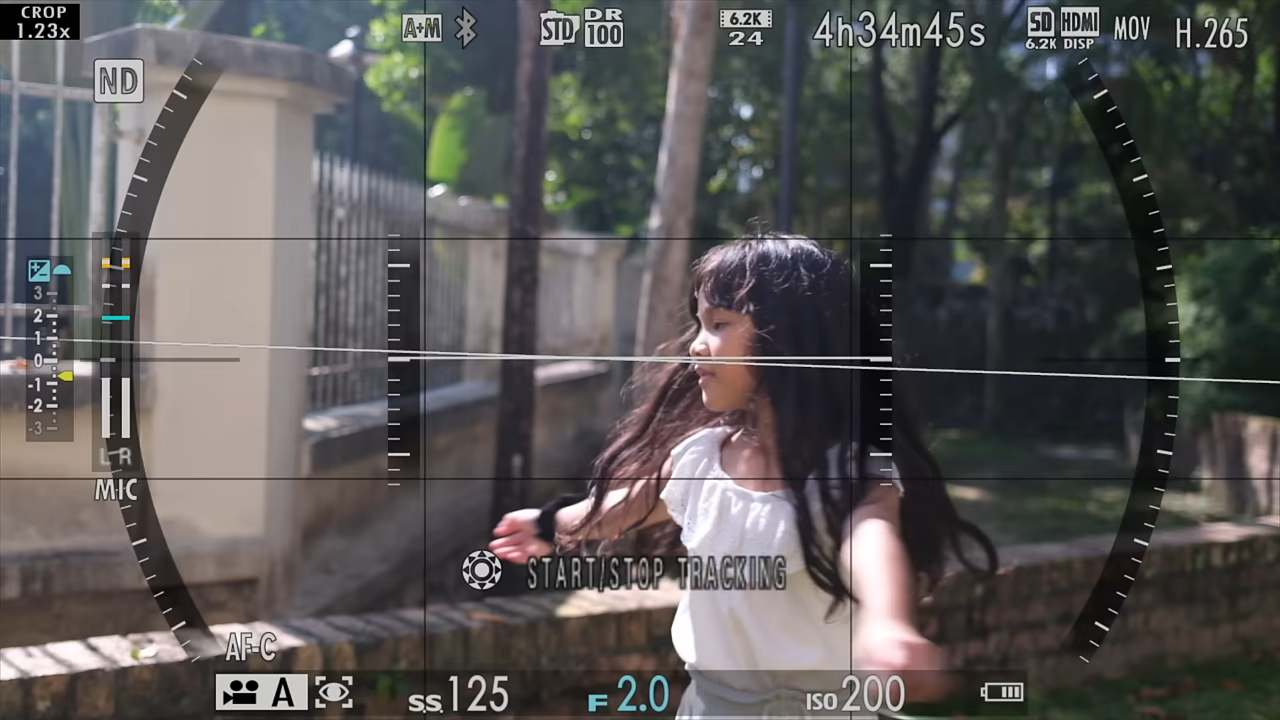 CROP
1.23x
A+M
STD
DR
100
6.2K
24
4h34m45s
SD
6.2K
HDMI
DISP
MOV
H.265
ND
3
2
1
0
-1
-2
-3
L R
MIC
START/STOP TRACKING
AF-C
A
S.S. 125
F 2.0
ISO 200